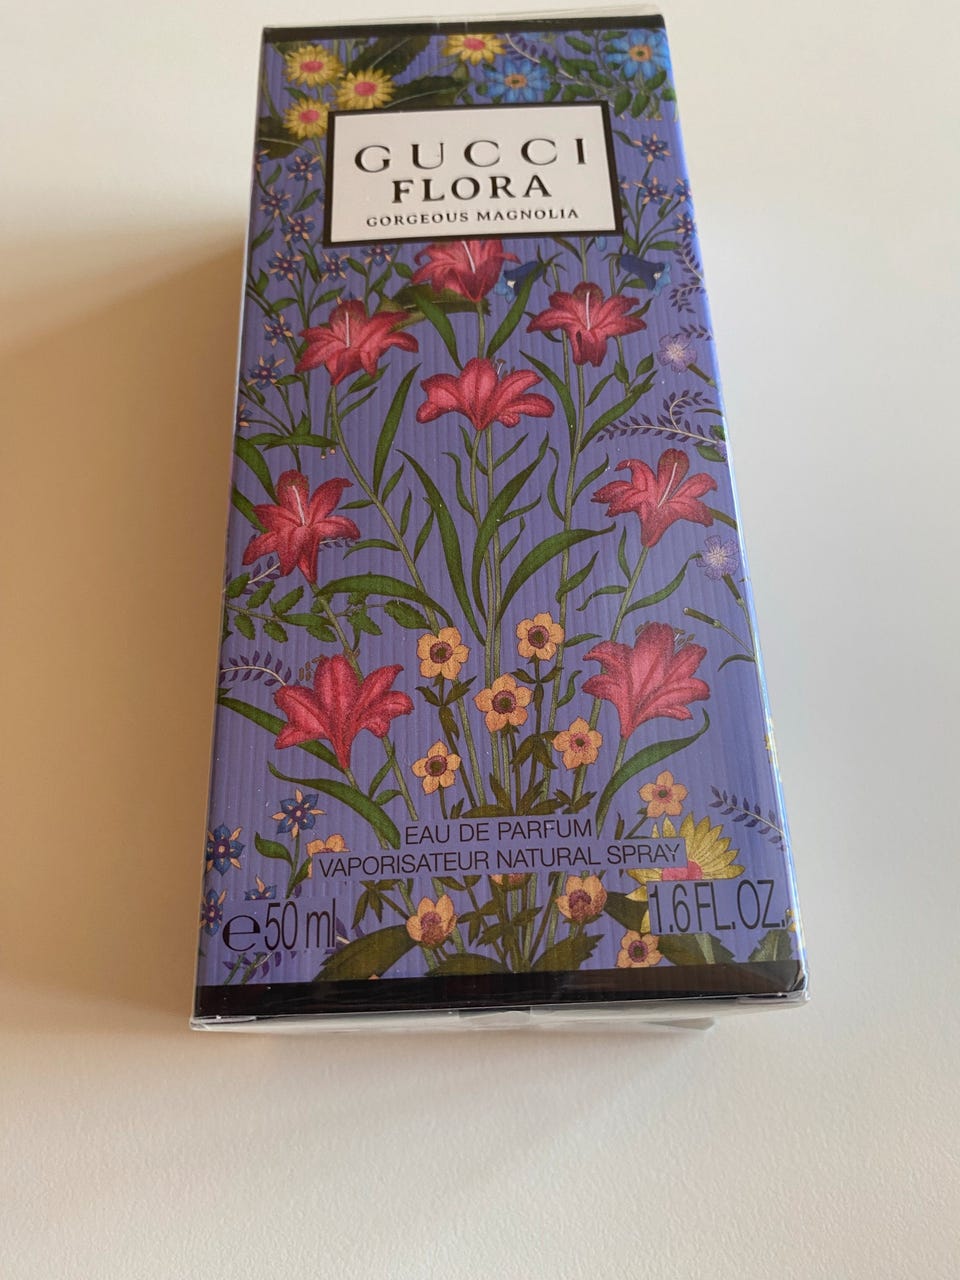 GUCCI
FLORA
GORGEOUS MAGNOLIA
EAU DE PARFUM
VAPORISATEUR NATURAL SPRAY
℮50 ml
1.6 FL.OZ.